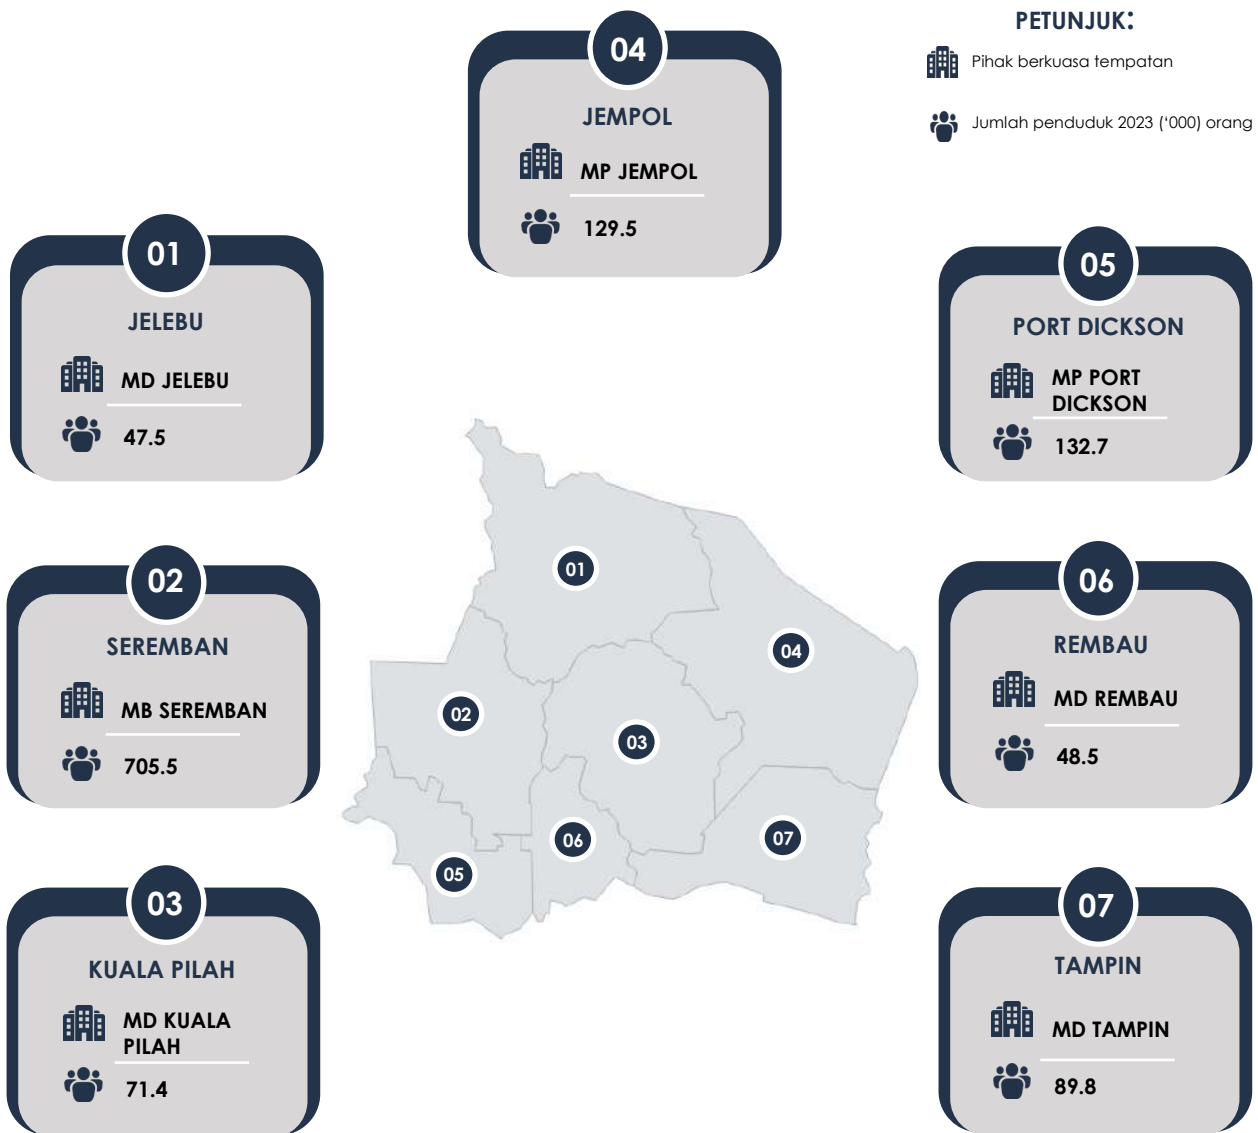 PETUNJUK:
Pihak berkuasa tempatan
Jumlah penduduk 2023 ('000) orang
04
JEMPOL
MP JEMPOL
129.5
01
JELEBU
MD JELEBU
47.5
05
PORT DICKSON
MP PORT
DICKSON
132.7
02
SEREMBAN
MB SEREMBAN
705.5
06
REMBAU
MD REMBAU
48.5
03
KUALA PILAH
MD KUALA
PILAH
71.4
07
TAMPIN
MD TAMPIN
89.8
01
04
02
03
07
06
05